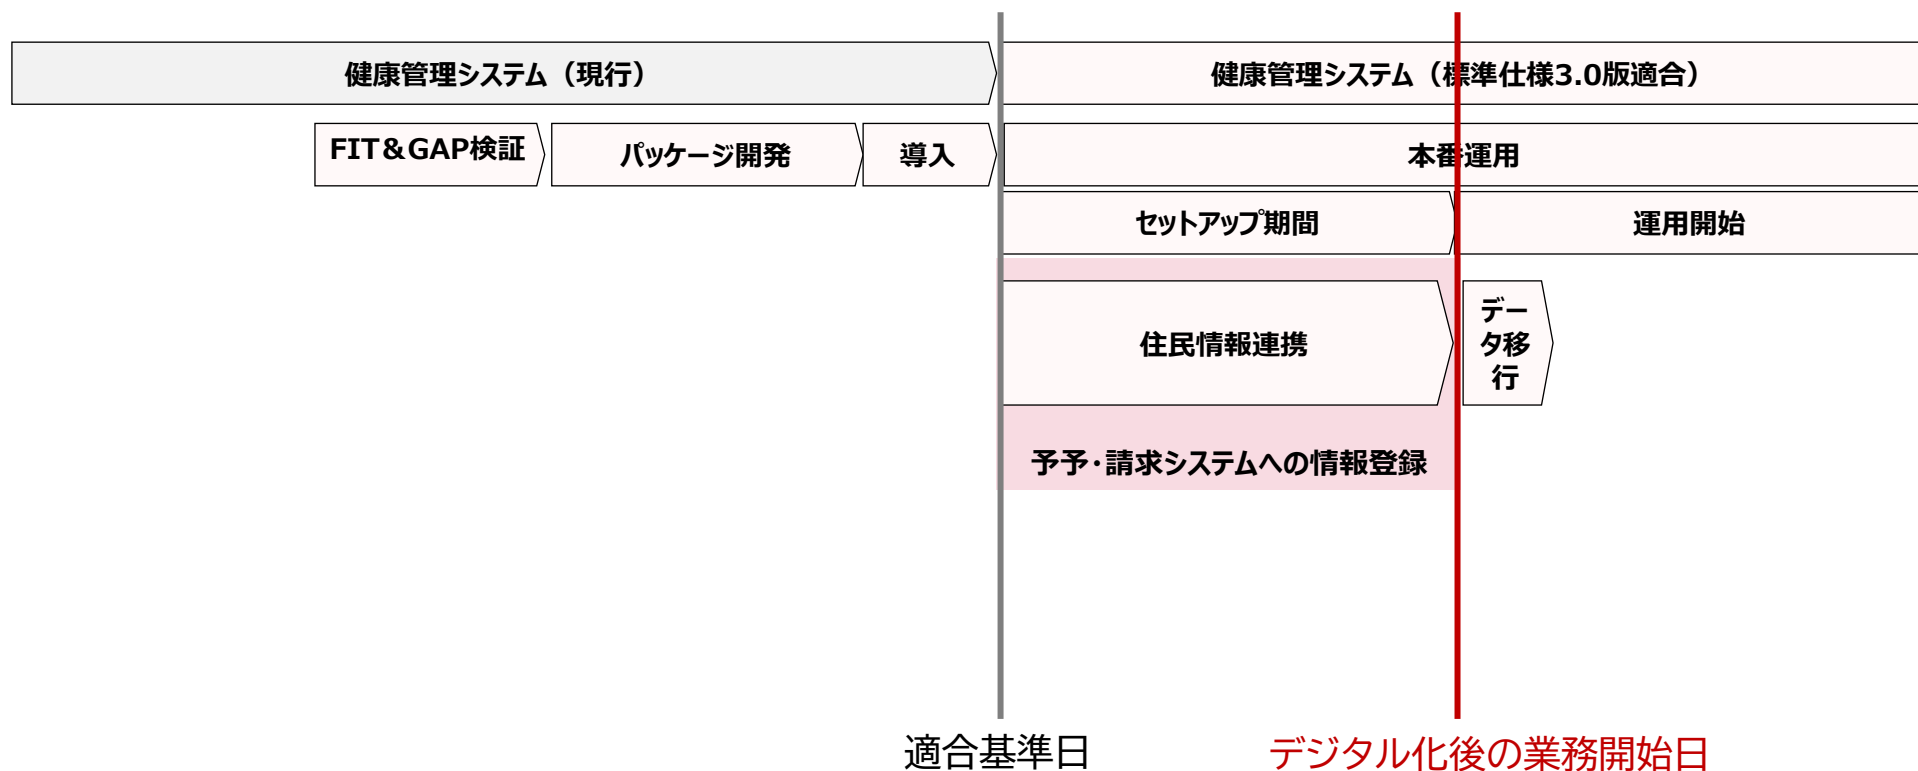 健康管理システム（現行）
健康管理システム（標準仕様3.0版適合）
FIT＆GAP検証
パッケージ開発
導入
本番運用
セットアップ期間
運用開始
住民情報連携
デー
タ移
行
予予・請求システムへの情報登録
適合基準日
デジタル化後の業務開始日